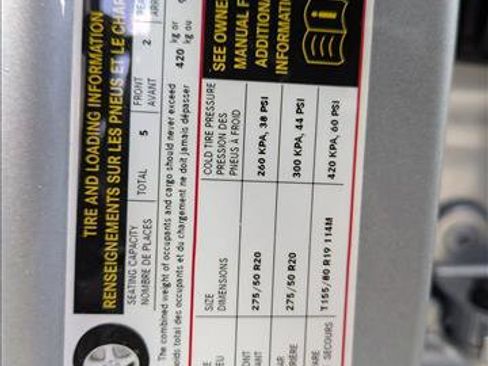 TIRE AND LOADING INFORMATION
RENSEIGNEMENTS SUR LES PNEUS ET LE
SEATING CAPACITY
NOMBRE DE PLACES
TOTAL 5
FRONT
AVANT
2
The combined weight of occupants and cargo should never exceed
total des occupants et du chargement ne doit jamais dépasser
420
kg or
kg ou
SIZE
DIMENSIONS
COLD TIRE PRESSURE
PRESSION DES
PNEUS À FROID
275/50 R20
260 KPA, 38 PSI
275/50 R20
300 KPA, 44 PSI
T155/80 R19 114M
420 KPA, 60 PSI
SECOURS
SEE OWNE
MANUAL F
ADDITIONA
INFORMATI